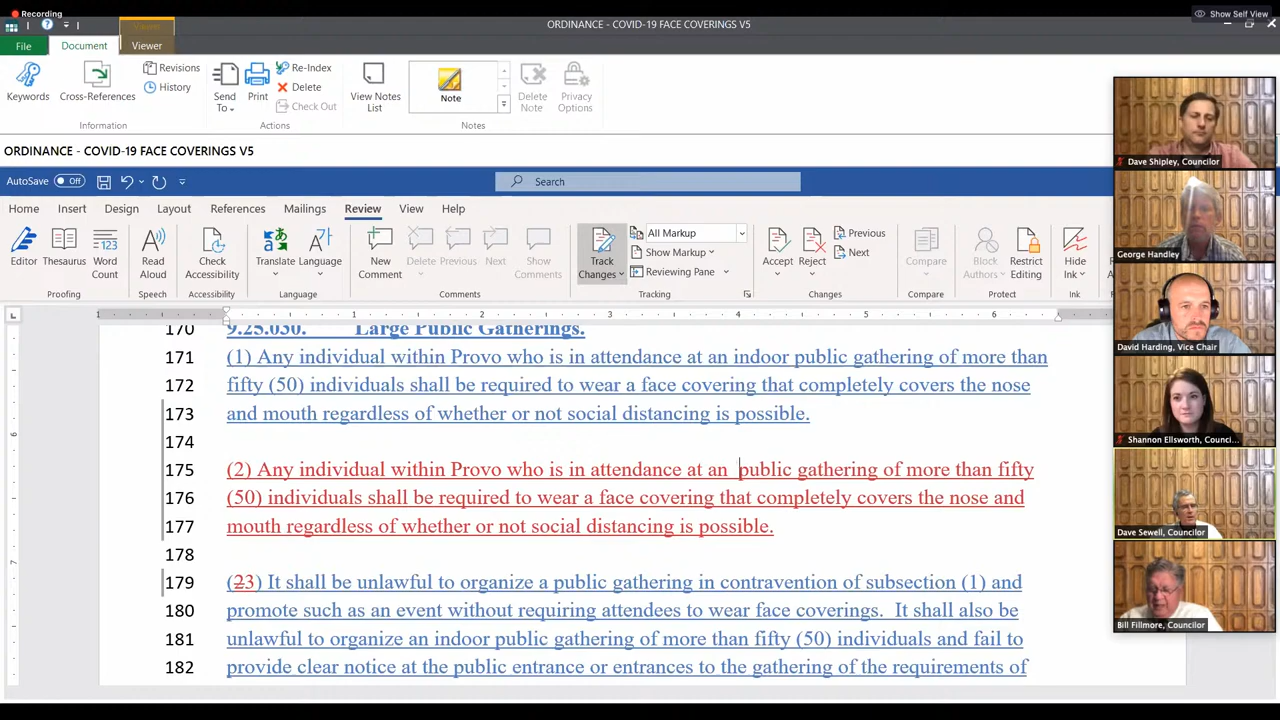 Recording
Show Self View
Viewer
ORDINANCE - COVID-19 FACE COVERINGS V5
File
Document
Viewer
Keywords
Cross-References
Revisions
History
Information
Send To
Print
Re-Index
Delete
Check Out
Actions
View Notes List
Note
Delete Note
Privacy Options
Notes
ORDINANCE - COVID-19 FACE COVERINGS V5
AutoSave Off
Search
Home Insert Design Layout References Mailings Review View Help
Editor
Thesaurus
Word Count
Proofing
Read Aloud
Speech
Check Accessibility
Accessibility
Translate
Language
Language
New Comment
Delete
Previous
Next
Show Comments
Comments
Track Changes
All Markup
Show Markup
Reviewing Pane
Tracking
Accept
Reject
Previous
Next
Changes
Compare
Compare
Block Authors
Restrict Editing
Protect
Hide Ink
Ink
1 1 2 3 4 5 6
6
7
170 9.25.030. Large Public Gatherings.
171 (1) Any individual within Provo who is in attendance at an indoor public gathering of more than
172 fifty (50) individuals shall be required to wear a face covering that completely covers the nose
173 and mouth regardless of whether or not social distancing is possible.
174
175 (2) Any individual within Provo who is in attendance at an public gathering of more than fifty
176 (50) individuals shall be required to wear a face covering that completely covers the nose and
177 mouth regardless of whether or not social distancing is possible.
178
179 (23) It shall be unlawful to organize a public gathering in contravention of subsection (1) and
180 promote such as an event without requiring attendees to wear face coverings. It shall also be
181 unlawful to organize an indoor public gathering of more than fifty (50) individuals and fail to
182 provide clear notice at the public entrance or entrances to the gathering of the requirements of
Dave Shipley, Councilor
George Handley
David Harding, Vice Chair
Shannon Ellsworth, Counci...
Dave Sewell, Councilor
Bill Fillmore, Councilor